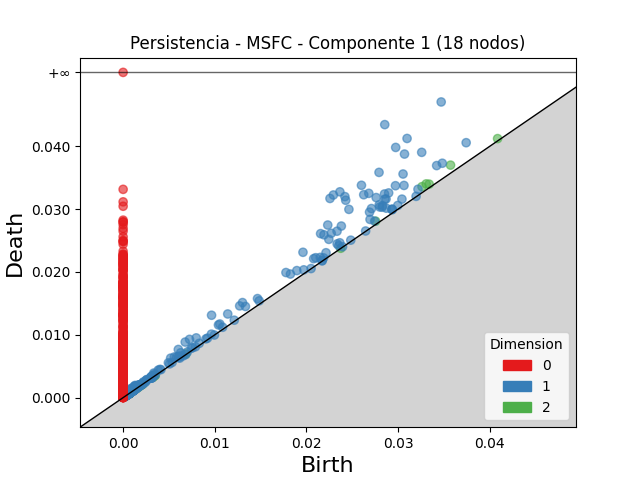 Persistencia - MSFC - Componente 1 (18 nodos)
+∞
0.040
0.030
0.020
0.010
0.000
Death
Dimension
0
1
2
0.00 0.01 0.02 0.03 0.04
Birth